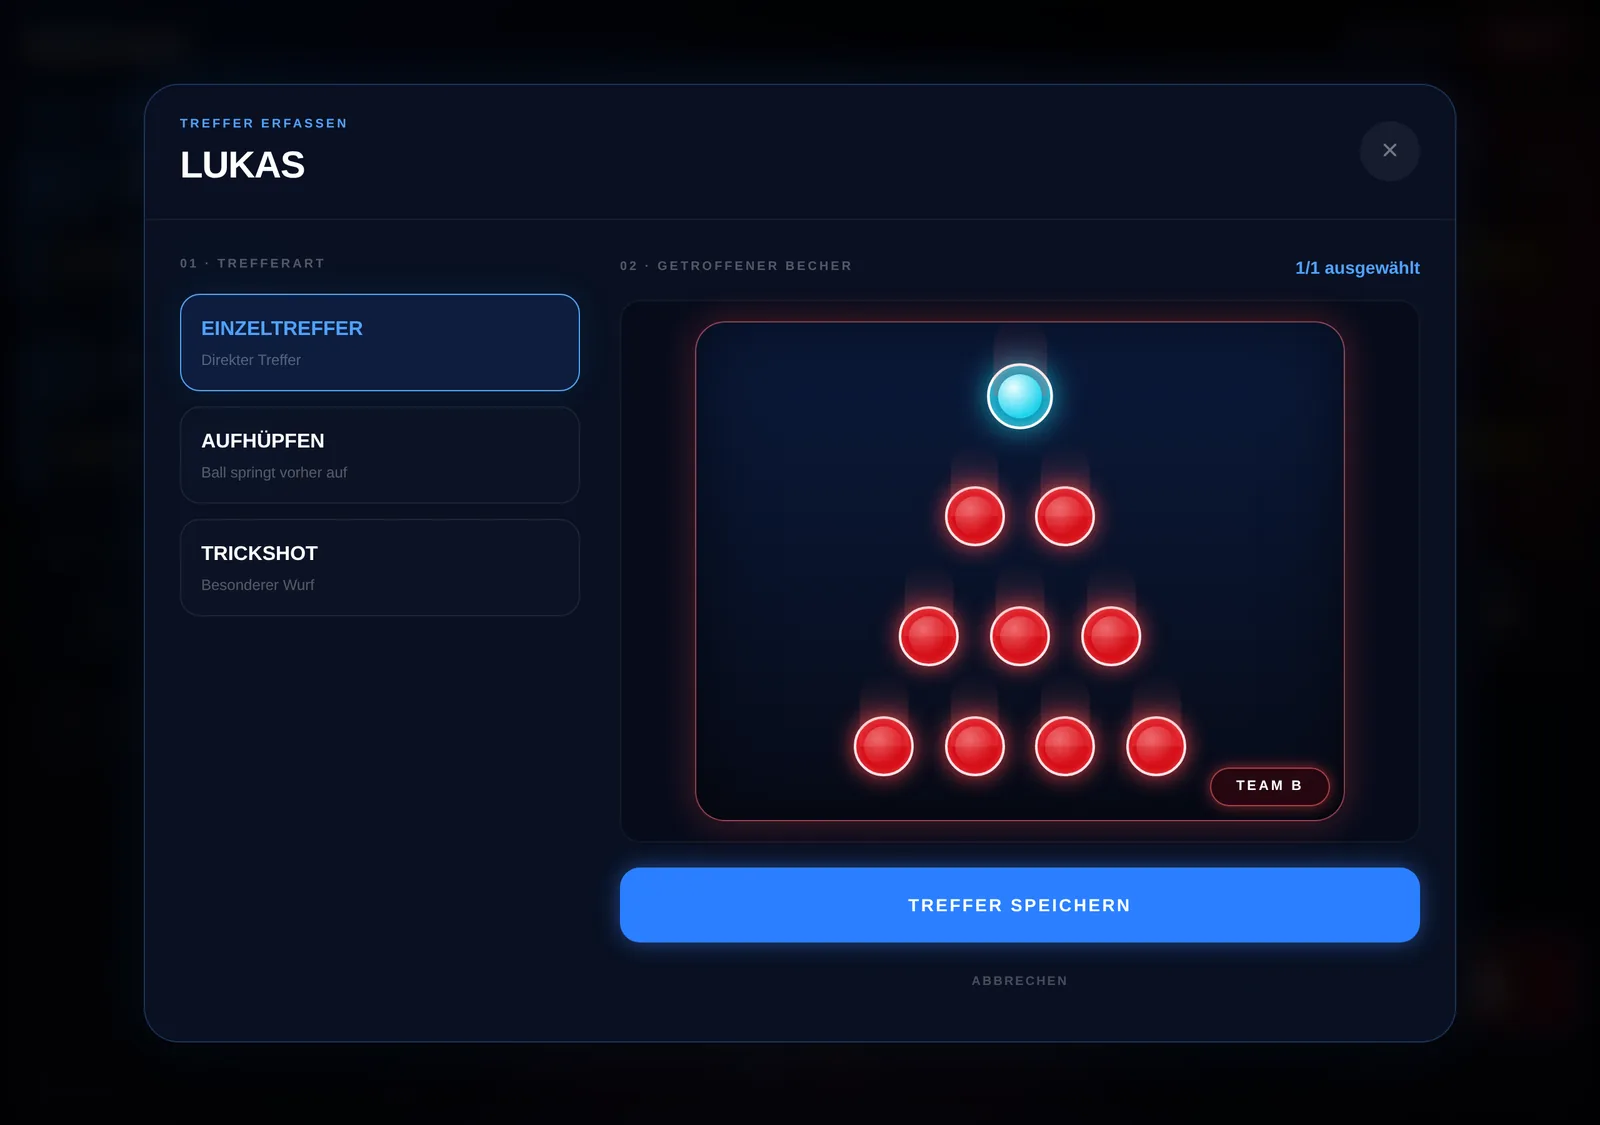 TREFFER ERFASSEN
LUKAS
×
01 · TREFFERART
EINZELTREFFER
Direkter Treffer
AUFHÜPFEN
Ball springt vorher auf
TRICKSHOT
Besonderer Wurf
02 · GETROFFENER BECHER
1/1 ausgewählt
TEAM B
TREFFER SPEICHERN
ABBRECHEN